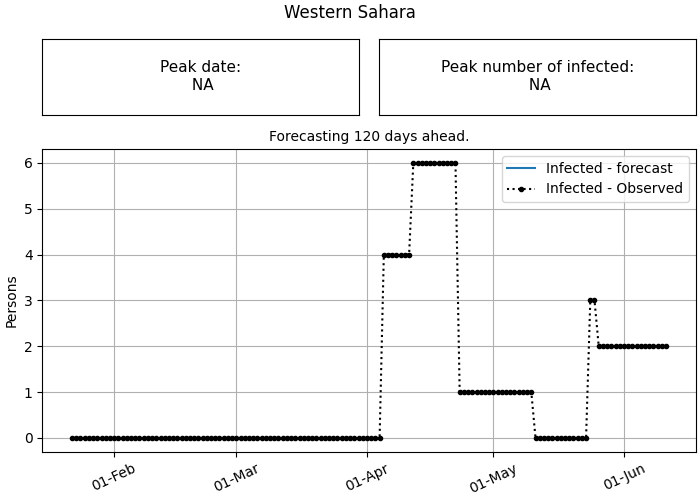 Western Sahara
Peak date:
NA
Peak number of infected:
NA
Forecasting 120 days ahead.
Infected - forecast
Infected - Observed
Persons
6
5
4
3
2
1
0
01-Feb
01-Mar
01-Apr
01-May
01-Jun